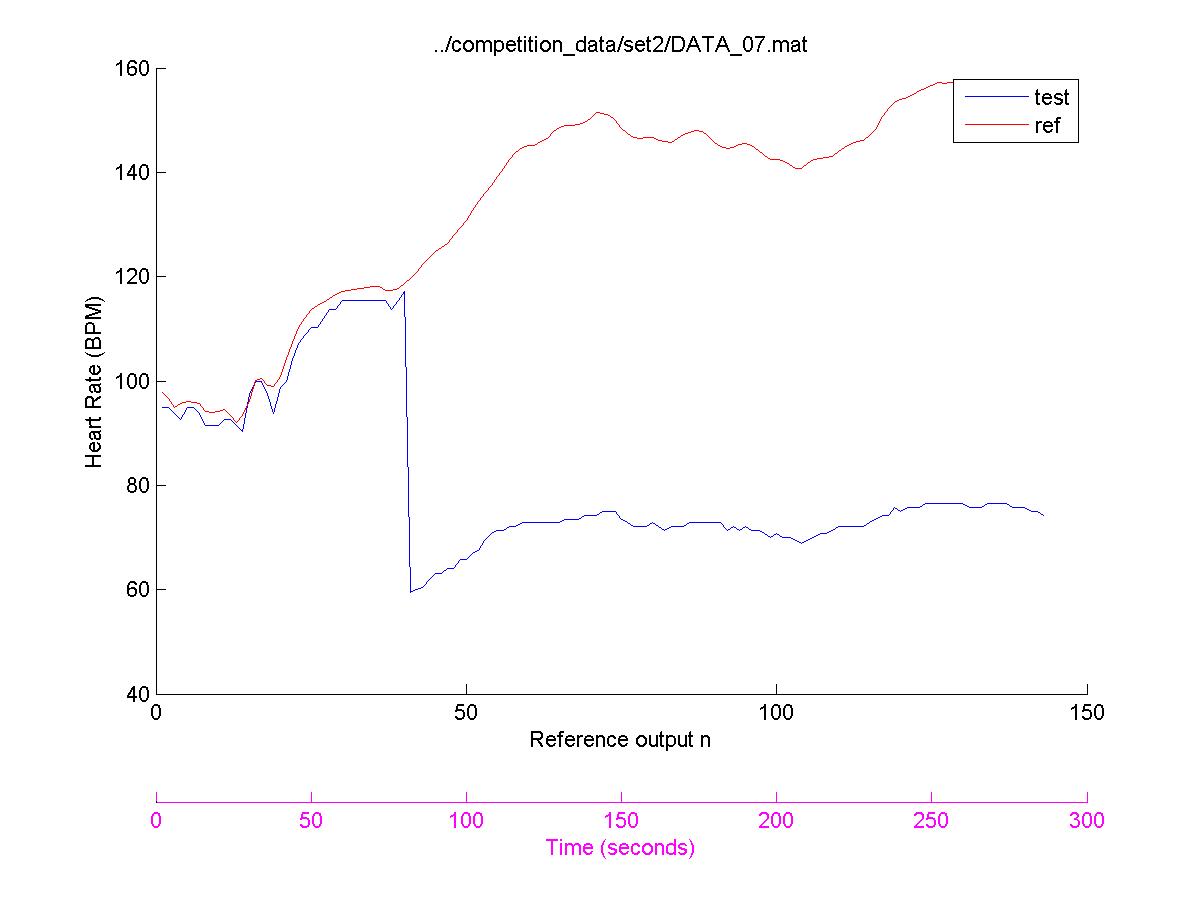 ../competition_data/set2/DATA_07.mat
160
test
ref
140
120
100
80
60
40
Heart Rate (BPM)
0 50 100 150
Reference output n
0 50 100 150 200 250 300
Time (seconds)